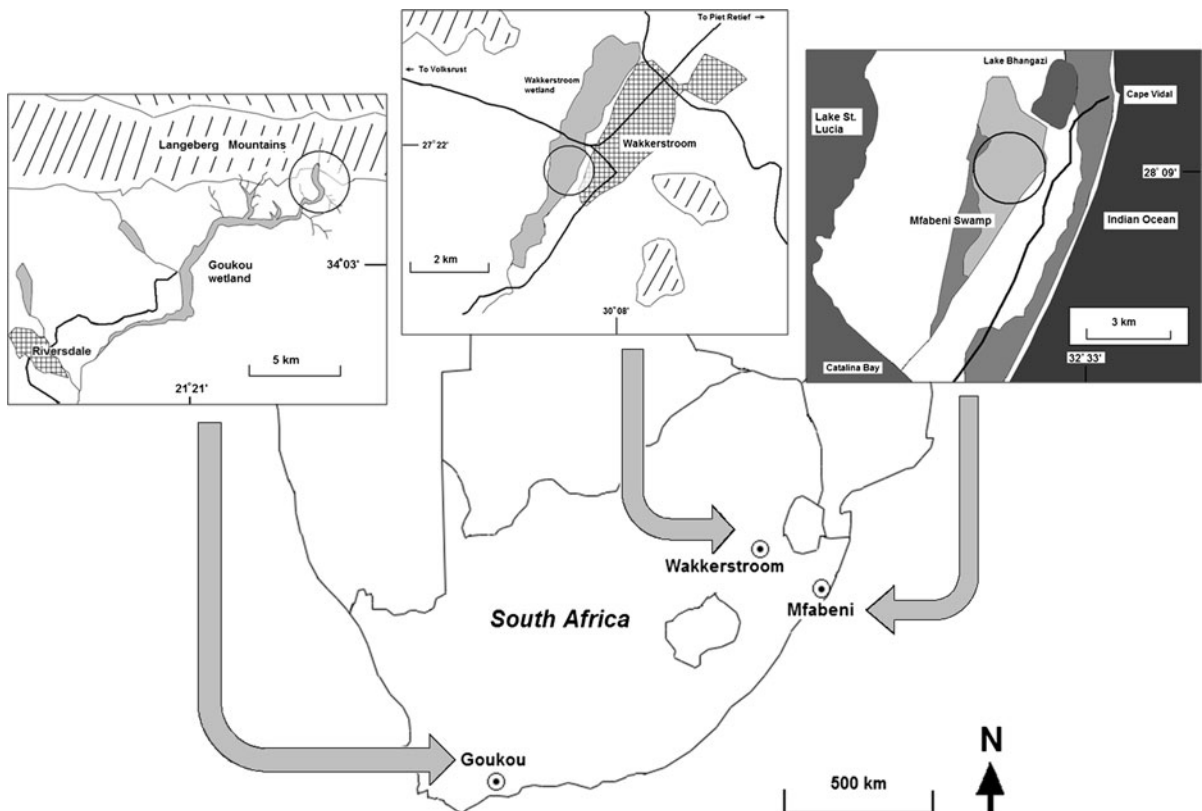 Langeberg Mountains
Goukou
wetland
34°03'
Riversdale
5 km
21°21'
To Piet Retief →
← To Volksrust
Wakkerstroom
wetland
27°22'
Wakkerstroom
2 km
30°08'
Lake Bhangazi
Cape Vidal
Lake St.
Lucia
28°09'
Mfabeni Swamp
Indian Ocean
3 km
Catalina Bay
32°33'
Wakkerstroom
Mfabeni
South Africa
Goukou
500 km
N